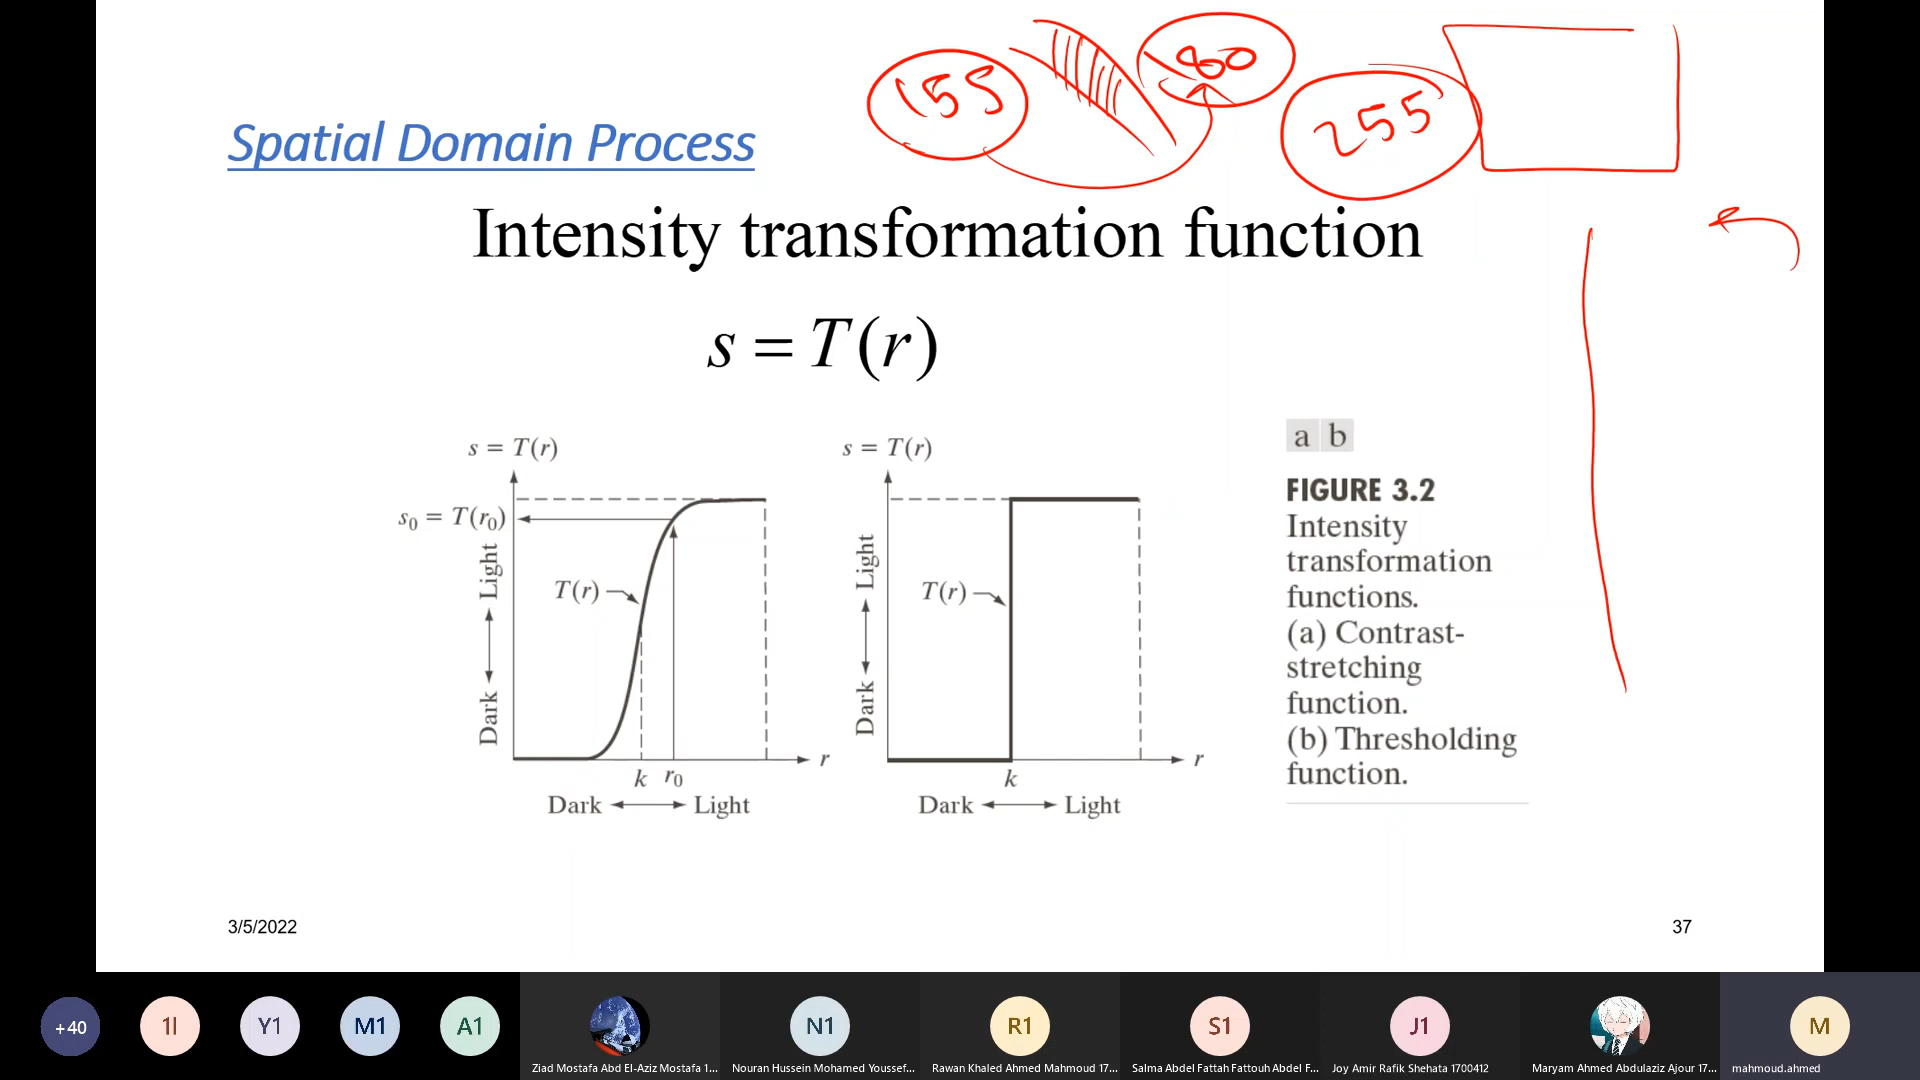 155
80
255
Spatial Domain Process
Intensity transformation function
s = T(r)
s = T(r)
s = T(r)
a b
s₀ = T(r₀)
FIGURE 3.2
Intensity
transformation
functions.
(a) Contrast-
stretching
function.
(b) Thresholding
function.
Dark Light
T(r)
Dark Light
T(r)
k r₀ r
k r
Dark Light
Dark Light
3/5/2022
37
+40
1I
Y1
M1
A1
N1
R1
S1
J1
M
Ziad Mostafa Abd El-Aziz Mostafa 1...
Nouran Hussein Mohamed Youssef...
Rawan Khaled Ahmed Mahmoud 17...
Salma Abdel Fattah Fattouh Abdel F...
Joy Amir Rafik Shehata 1700412
Maryam Ahmed Abdulaziz Ajour 17...
mahmoud.ahmed